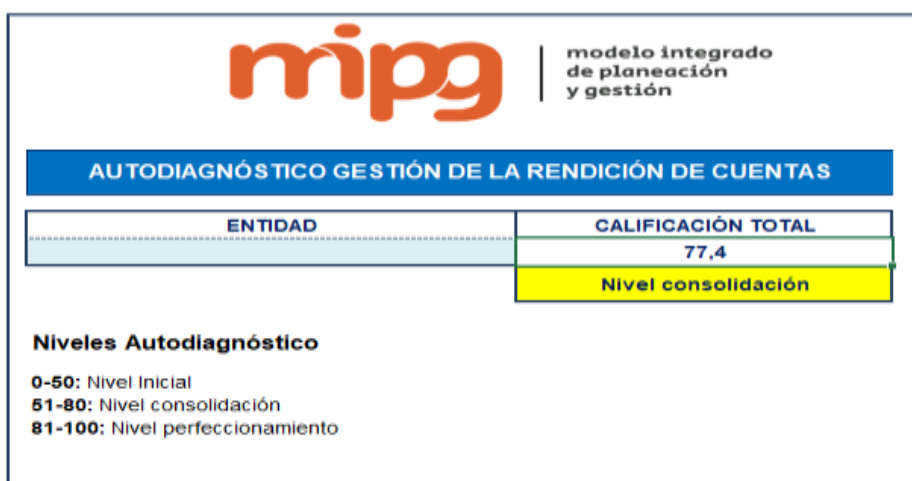 mipg
modelo integrado
de planeación
y gestión
AUTODIAGNÓSTICO GESTIÓN DE LA RENDICIÓN DE CUENTAS
ENTIDAD
CALIFICACIÓN TOTAL
77,4
Nivel consolidación
Niveles Autodiagnóstico
0-50: Nivel Inicial
51-80: Nivel consolidación
81-100: Nivel perfeccionamiento